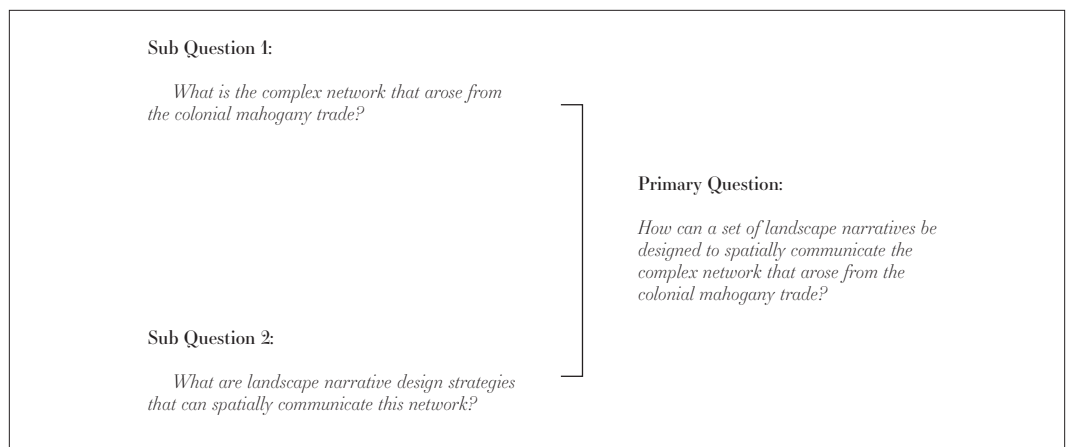 Sub Question 1:
What is the complex network that arose from
the colonial mahogany trade?
Primary Question:
How can a set of landscape narratives be
designed to spatially communicate the
complex network that arose from the
colonial mahogany trade?
Sub Question 2:
What are landscape narrative design strategies
that can spatially communicate this network?